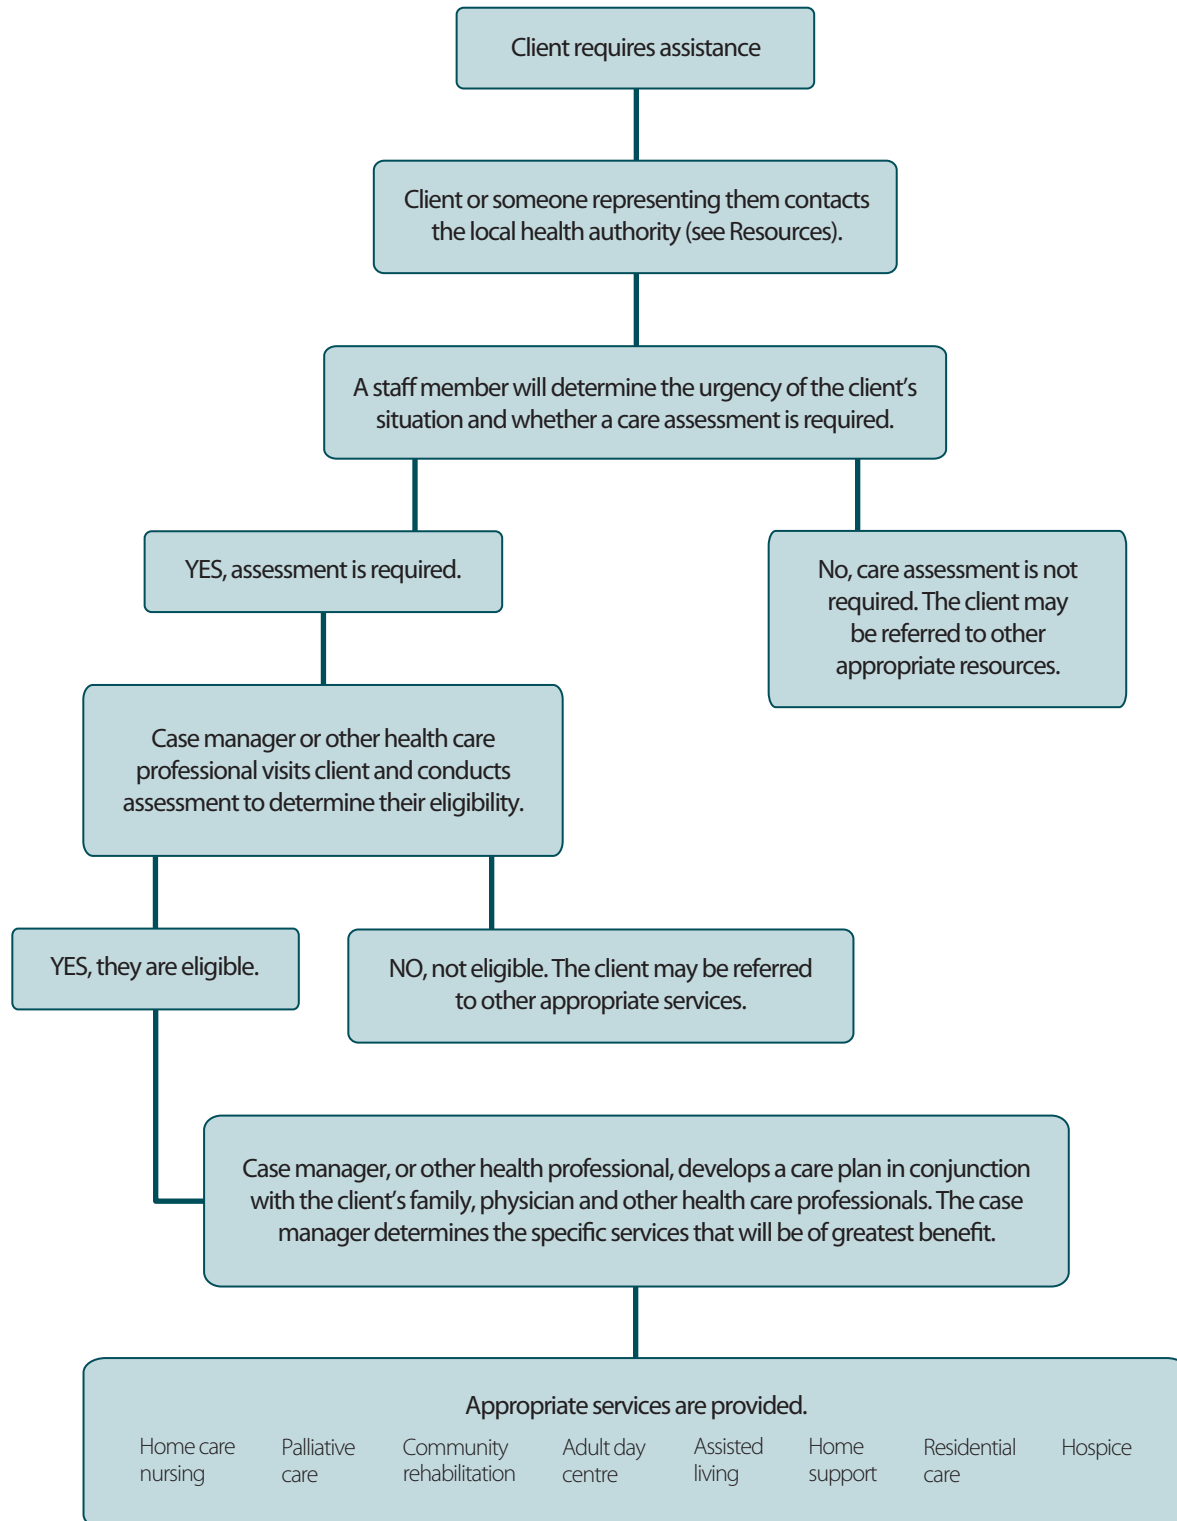 Client requires assistance
Client or someone representing them contacts
the local health authority (see Resources).
A staff member will determine the urgency of the client’s
situation and whether a care assessment is required.
YES, assessment is required.
No, care assessment is not
required. The client may
be referred to other
appropriate resources.
Case manager or other health care
professional visits client and conducts
assessment to determine their eligibility.
YES, they are eligible.
NO, not eligible. The client may be referred
to other appropriate services.
Case manager, or other health professional, develops a care plan in conjunction
with the client’s family, physician and other health care professionals. The case
manager determines the specific services that will be of greatest benefit.
Appropriate services are provided.
Home care
nursing
Palliative
care
Community
rehabilitation
Adult day
centre
Assisted
living
Home
support
Residential
care
Hospice